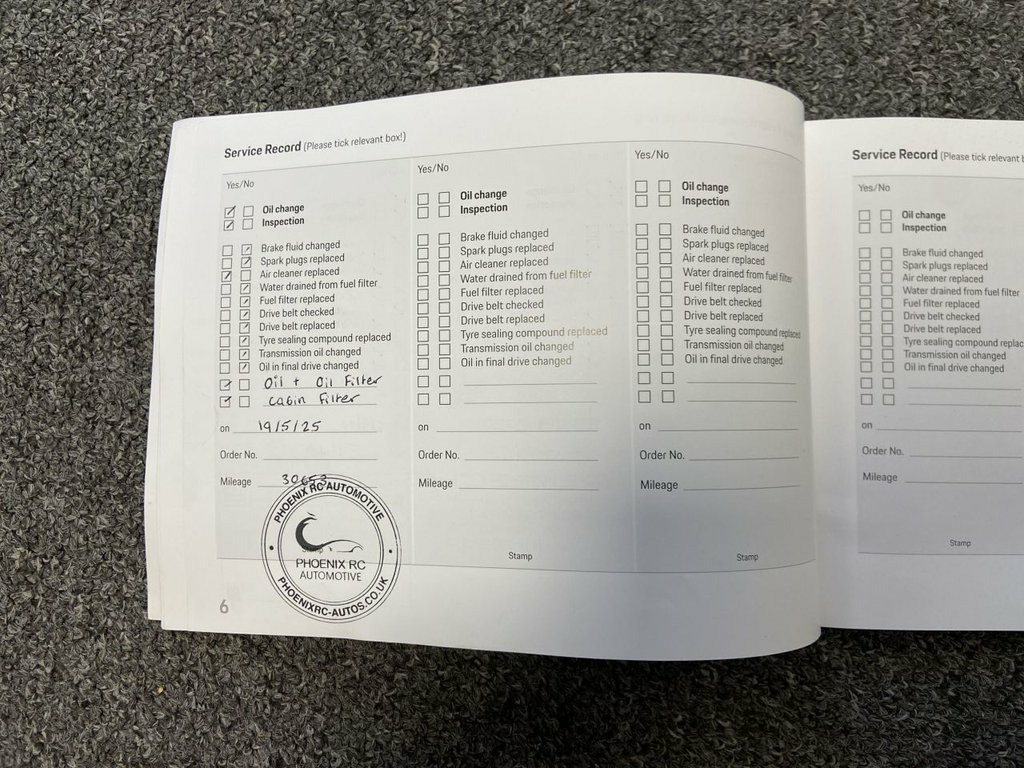 Service Record (Please tick relevant box!)
Yes/No
Oil change
Inspection
Brake fluid changed
Spark plugs replaced
Air cleaner replaced
Water drained from fuel filter
Fuel filter replaced
Drive belt checked
Drive belt replaced
Tyre sealing compound replaced
Transmission oil changed
Oil in final drive changed
Oil + Oil Filter
Cabin Filter
on 19/5/25
Order No.
Mileage
PHOENIX RC AUTOMOTIVE
PHOENIX RC
AUTOMOTIVE
PHOENIXRC-AUTOS.CO.UK
6
Yes/No
Oil change
Inspection
Brake fluid changed
Spark plugs replaced
Air cleaner replaced
Water drained from fuel filter
Fuel filter replaced
Drive belt checked
Drive belt replaced
Tyre sealing compound replaced
Transmission oil changed
Oil in final drive changed
on
Order No.
Mileage
Stamp
Yes/No
Oil change
Inspection
Brake fluid changed
Spark plugs replaced
Air cleaner replaced
Water drained from fuel filter
Fuel filter replaced
Drive belt checked
Drive belt replaced
Tyre sealing compound replaced
Transmission oil changed
Oil in final drive changed
on
Order No.
Mileage
Stamp
Service Record (Please tick relevant
Yes/No
Oil change
Inspection
Brake fluid changed
Spark plugs replaced
Air cleaner replaced
Water drained from fuel filter
Fuel filter replaced
Drive belt checked
Drive belt replaced
Tyre sealing compound
Transmission oil changed
Oil in final drive changed
on
Order No.
Mileage
Stamp